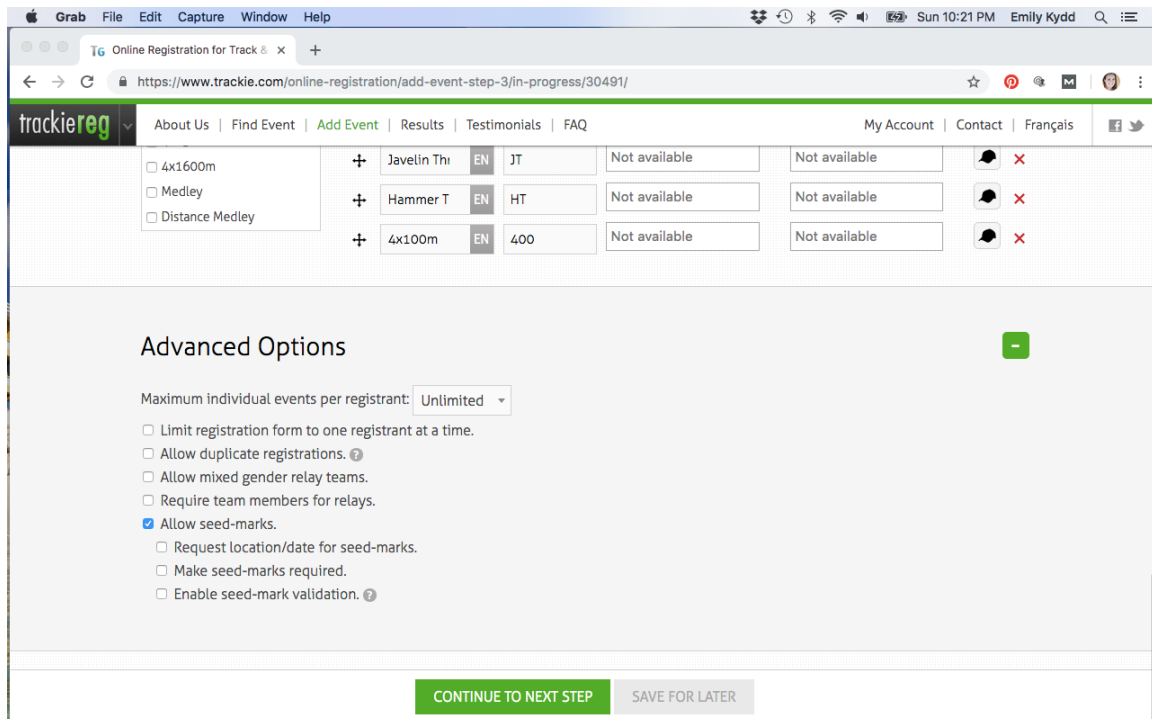 Grab File Edit Capture Window Help Sun 10:21 PM Emily Kydd
TG Online Registration for Track &
https://www.trackie.com/online-registration/add-event-step-3/in-progress/30491/
trackiereg About Us | Find Event | Add Event | Results | Testimonials | FAQ My Account | Contact | Français
4x1600m
Medley
Distance Medley
Javelin Thr EN JT Not available Not available
Hammer T EN HT Not available Not available
4x100m EN 400 Not available Not available
Advanced Options
Maximum individual events per registrant: Unlimited
Limit registration form to one registrant at a time.
Allow duplicate registrations. ?
Allow mixed gender relay teams.
Require team members for relays.
Allow seed-marks.
Request location/date for seed-marks.
Make seed-marks required.
Enable seed-mark validation. ?
CONTINUE TO NEXT STEP SAVE FOR LATER